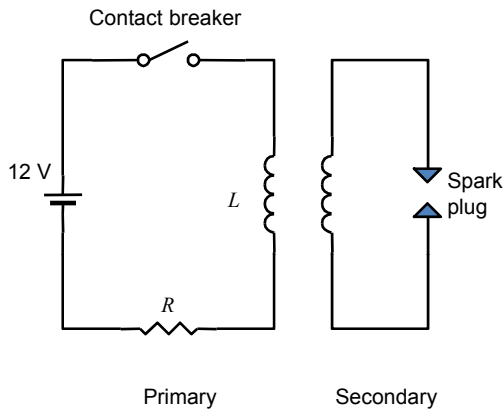 Contact breaker
12 V
L
Spark
plug
R
Primary
Secondary